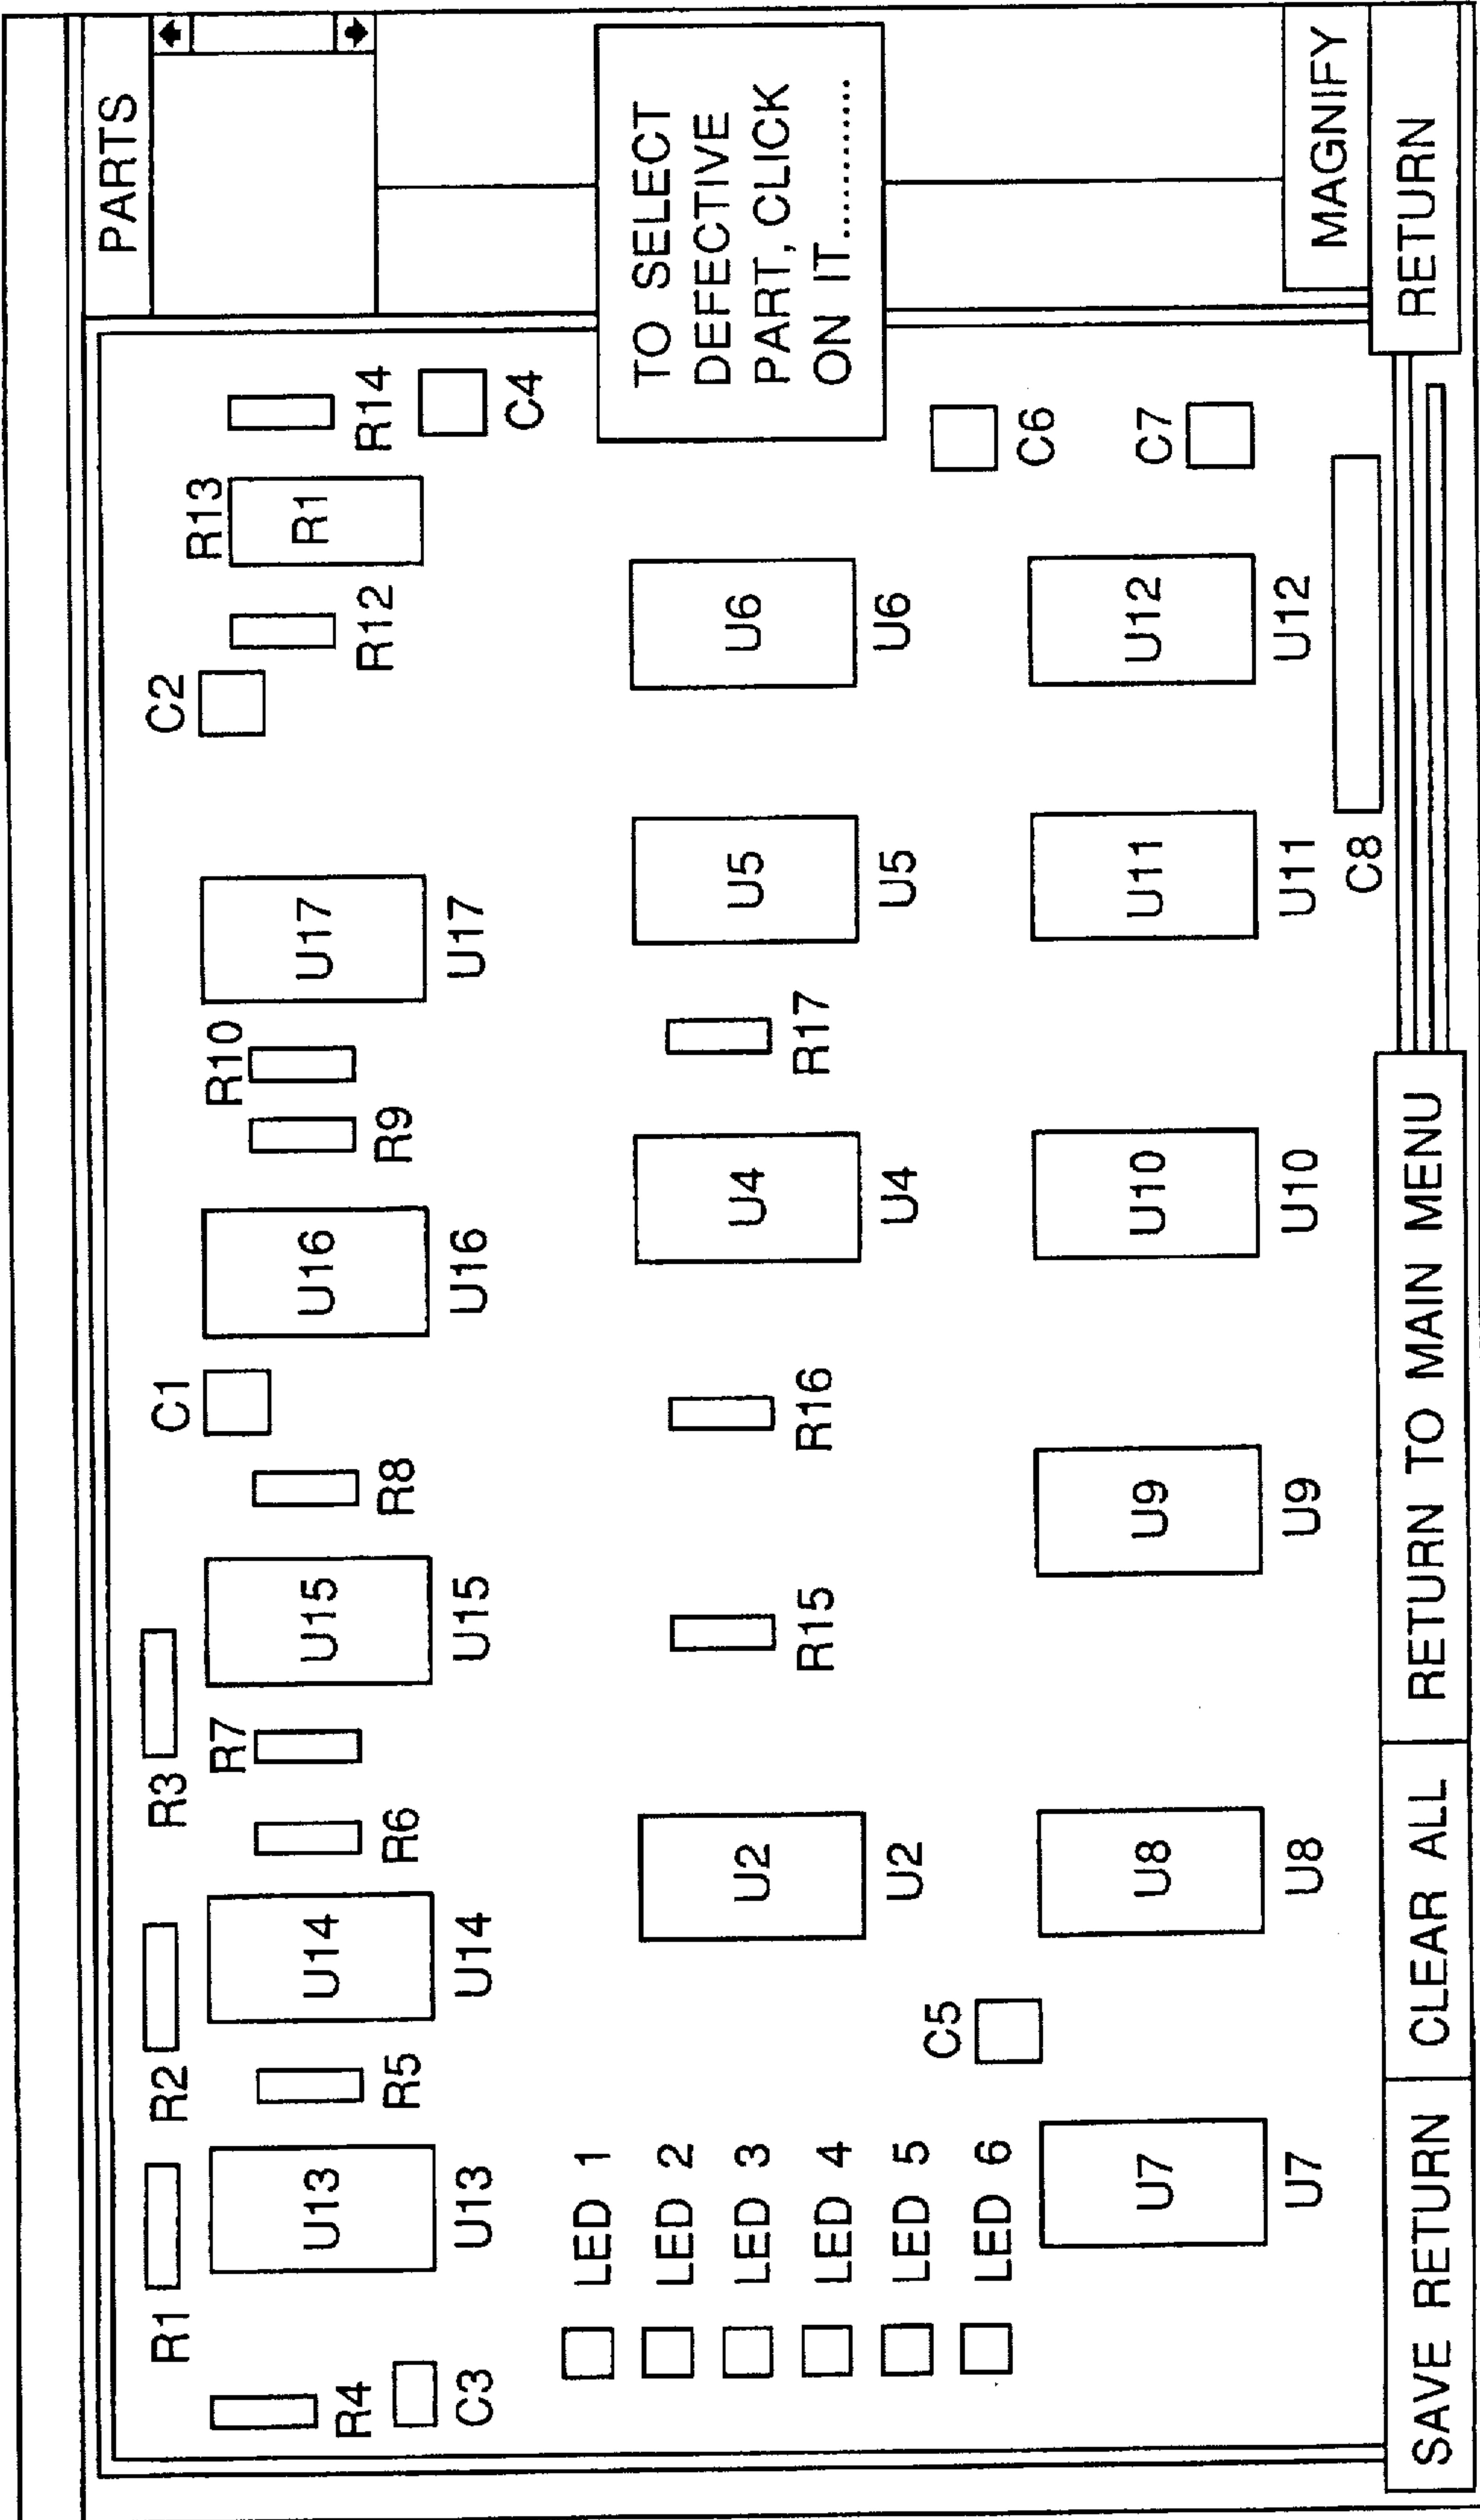 PARTS
R1
R2
R3
C1
C2
R13
R4
U13
R5
U14
R6
R7
U15
R8
U16
R9
R10
U17
R12
R1
R14
C3
U13
U14
U15
U16
U17
C4
LED 1
LED 2
LED 3
LED 4
LED 5
LED 6
U2
R15
R16
U4
R17
U5
U6
U2
U4
U5
U6
TO SELECT
DEFECTIVE
PART, CLICK
ON IT............
C5
C6
C7
U7
U8
U9
U10
U11
U12
U7
U8
U9
U10
U11
U12
C8
MAGNIFY
SAVE RETURN
CLEAR ALL
RETURN TO MAIN MENU
RETURN